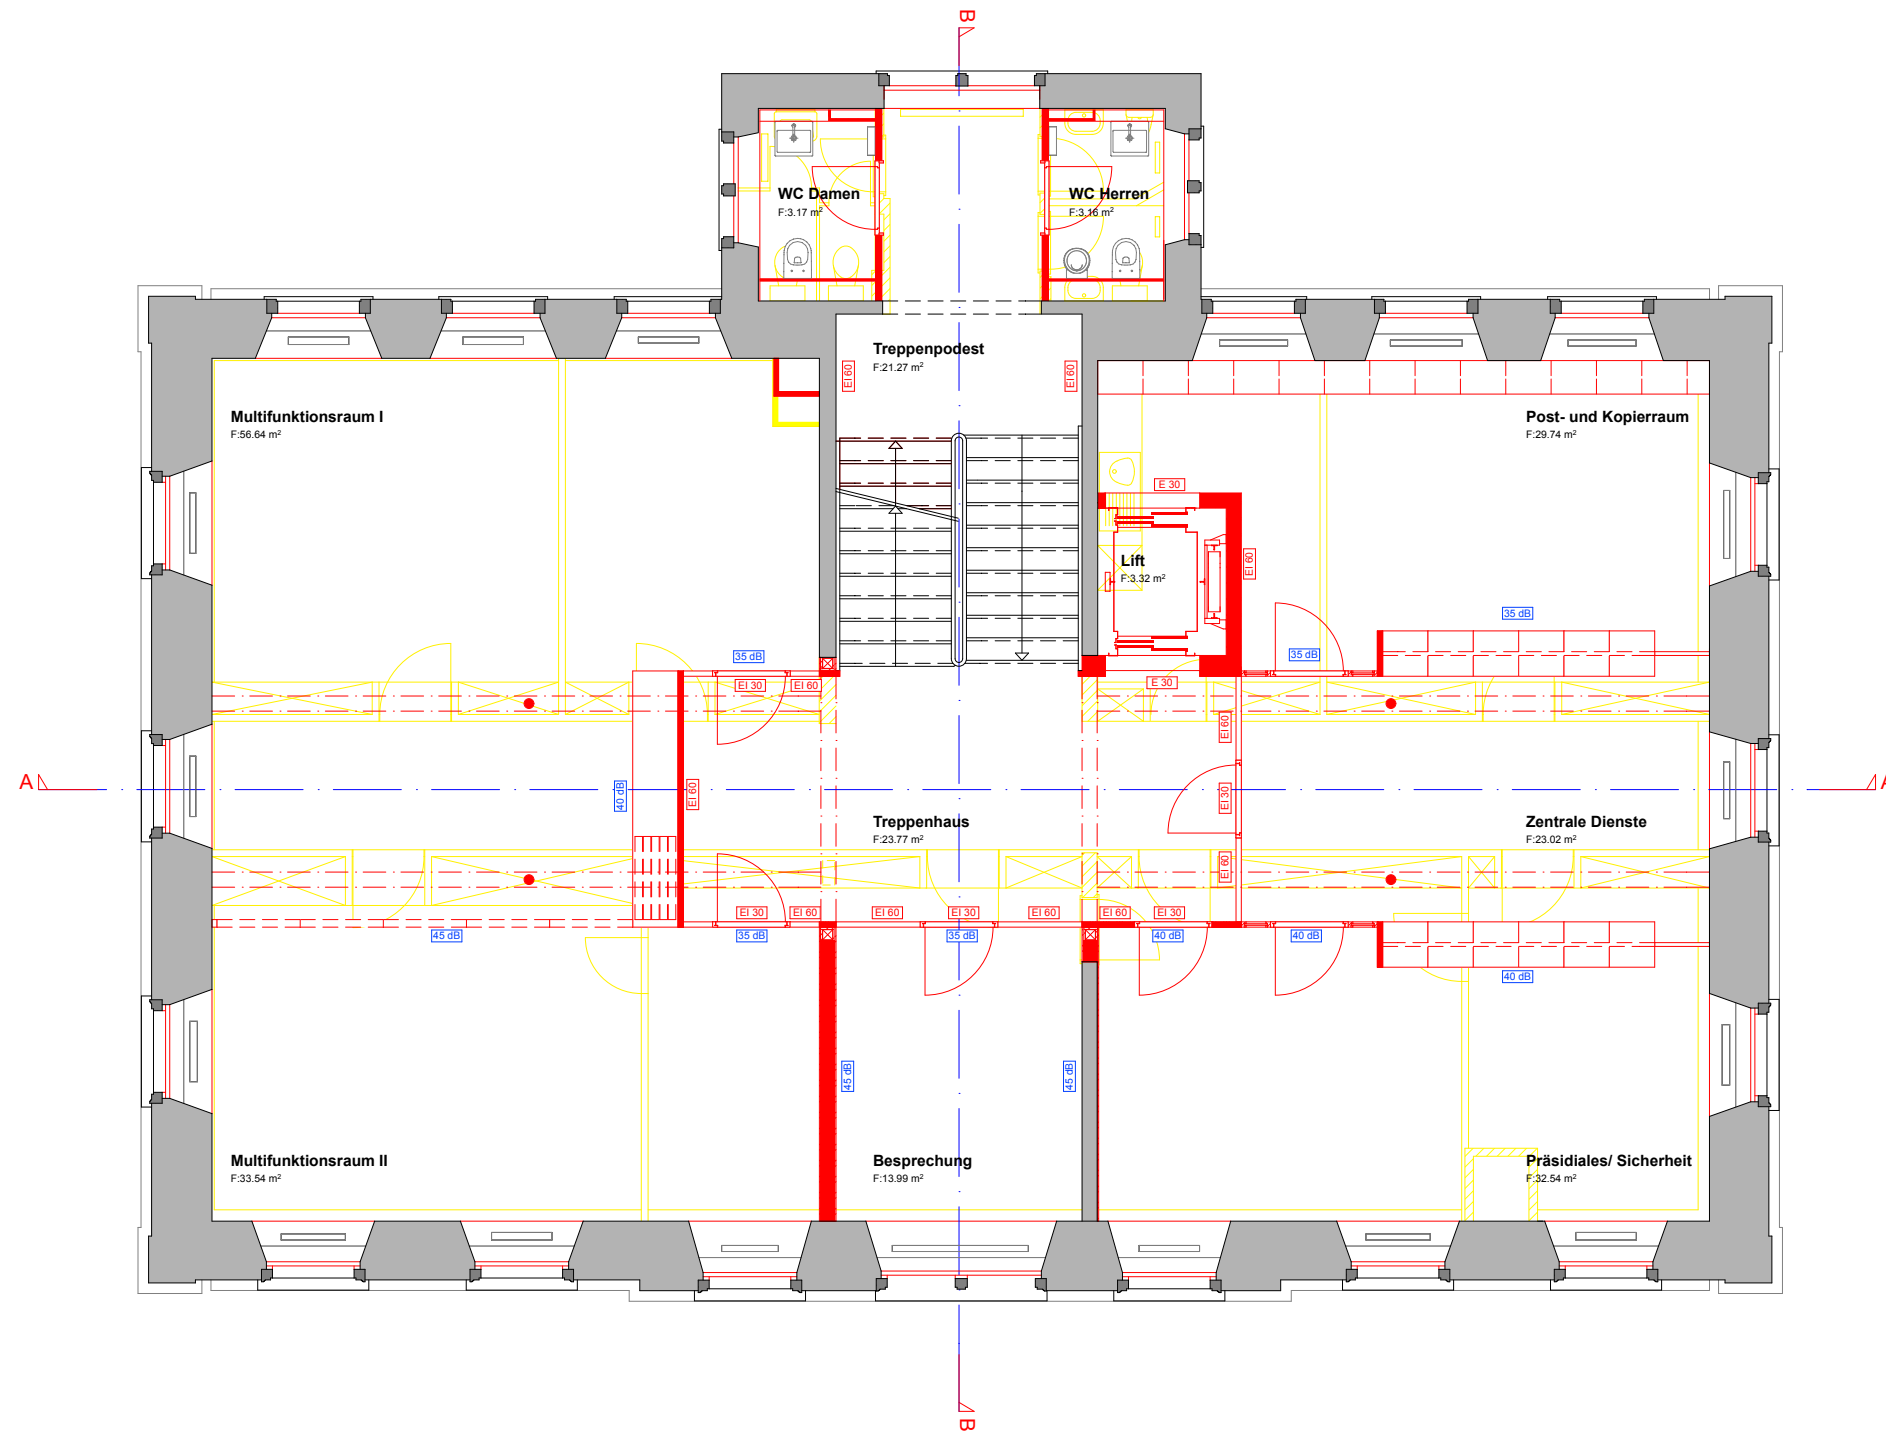 B
WC Damen
F:3.17 m²
WC Herren
F:3.16 m²
Treppenpodest
F:21.27 m²
EI 60
EI 60
Multifunktionsraum I
F:56.64 m²
Post- und Kopierraum
F:29.74 m²
E 30
Lift
F:3.32 m²
EI 60
35 dB
35 dB
35 dB
EI 30
EI 60
E 30
EI 60
A
40 dB
EI 60
EI 30
A
Treppenhaus
F:23.77 m²
Zentrale Dienste
F:23.02 m²
EI 60
EI 30
EI 60
EI 60
EI 30
EI 60
EI 60
EI 30
45 dB
35 dB
35 dB
40 dB
40 dB
40 dB
45 dB
45 dB
Multifunktionsraum II
F:33.54 m²
Besprechung
F:13.99 m²
Präsidiales/ Sicherheit
F:32.54 m²
B